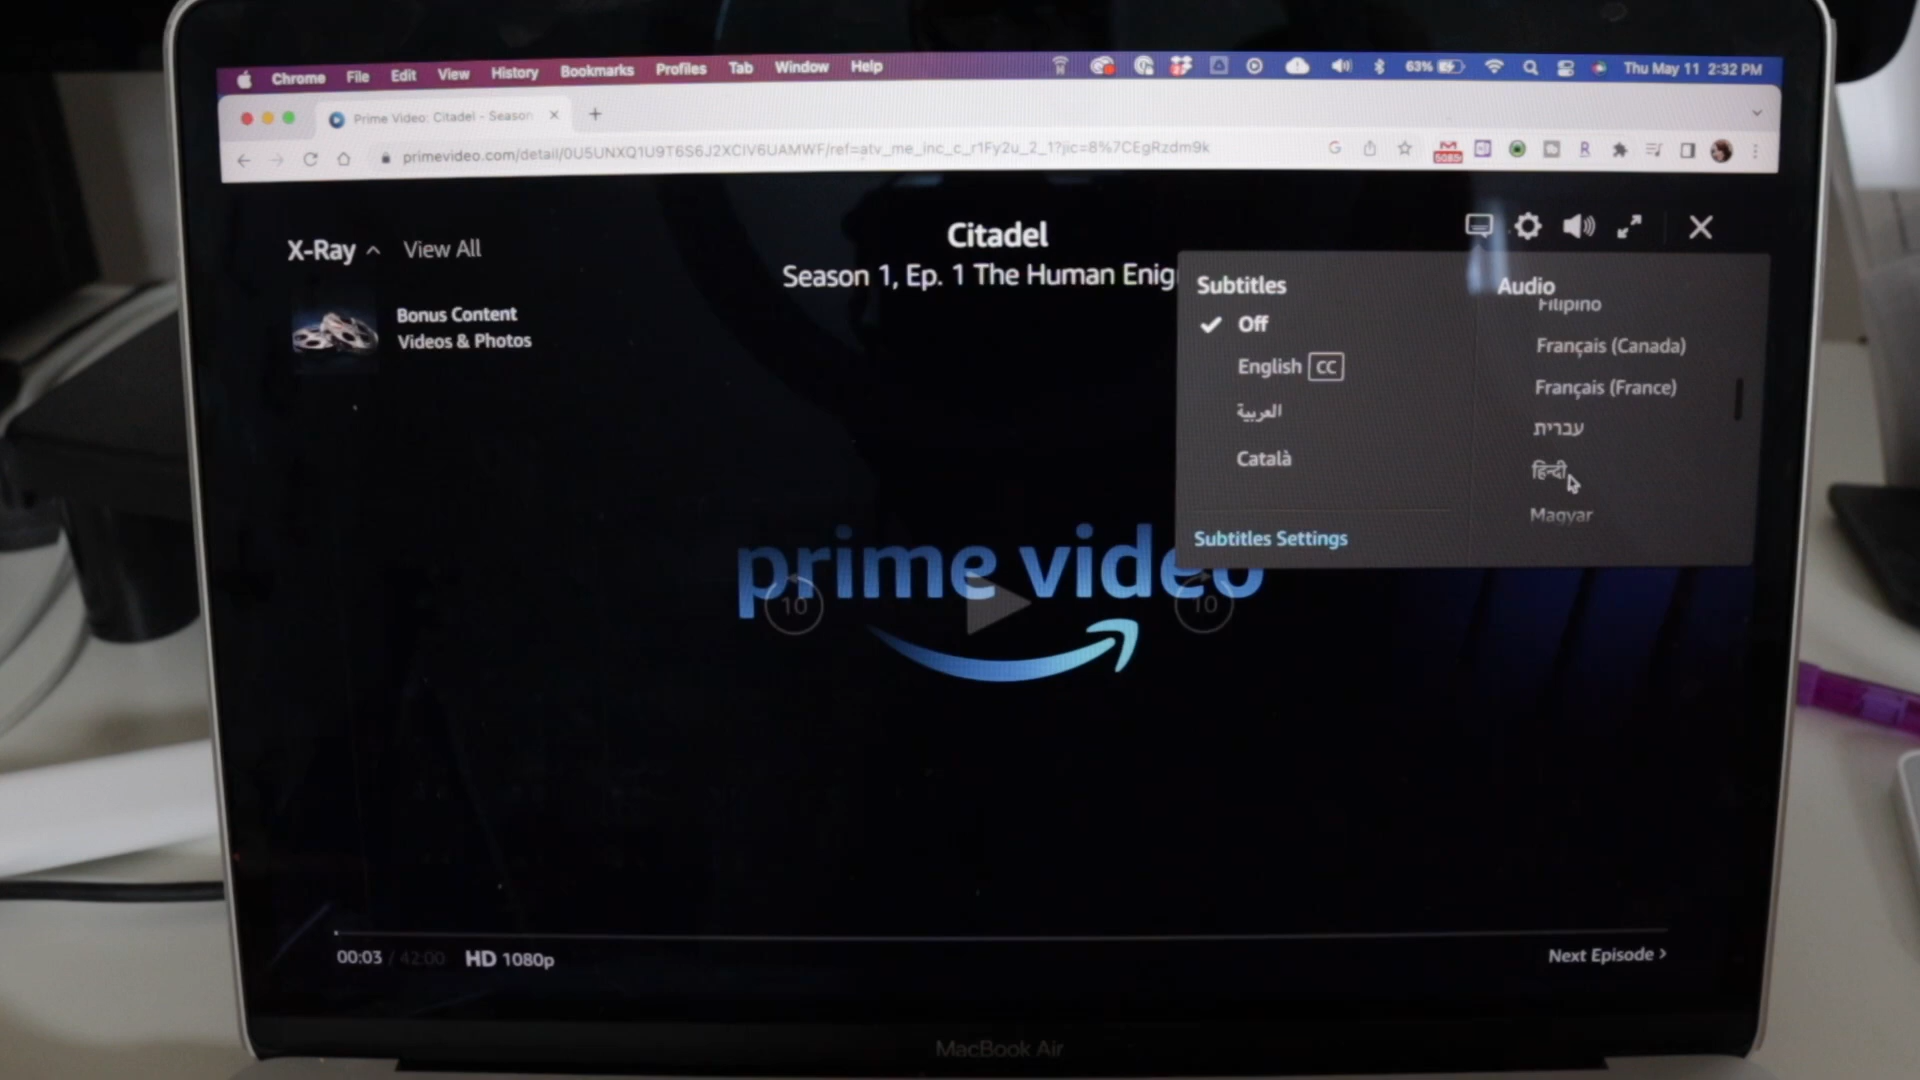 Chrome File Edit View History Bookmarks Profiles Tab Window Help 63% Thu May 11 2:32 PM
Prime Video: Citadel - Season
primevideo.com/detail/0U5UNXQ1U9T6S6J2XCIV6UAMWF/ref=atv_me_inc_c_r1Fy2u_2_1?jic=8%7CEgRzdm9k
X-Ray View All
Bonus Content
Videos & Photos
Citadel
Season 1, Ep. 1 The Human Enig
Subtitles
Off
English CC
العربية
Català
Subtitles Settings
Audio
Filipino
Français (Canada)
Français (France)
עברית
हिन्दी
Magyar
prime video
10
10
00:03 / 42:00 HD 1080p
Next Episode >
MacBook Air